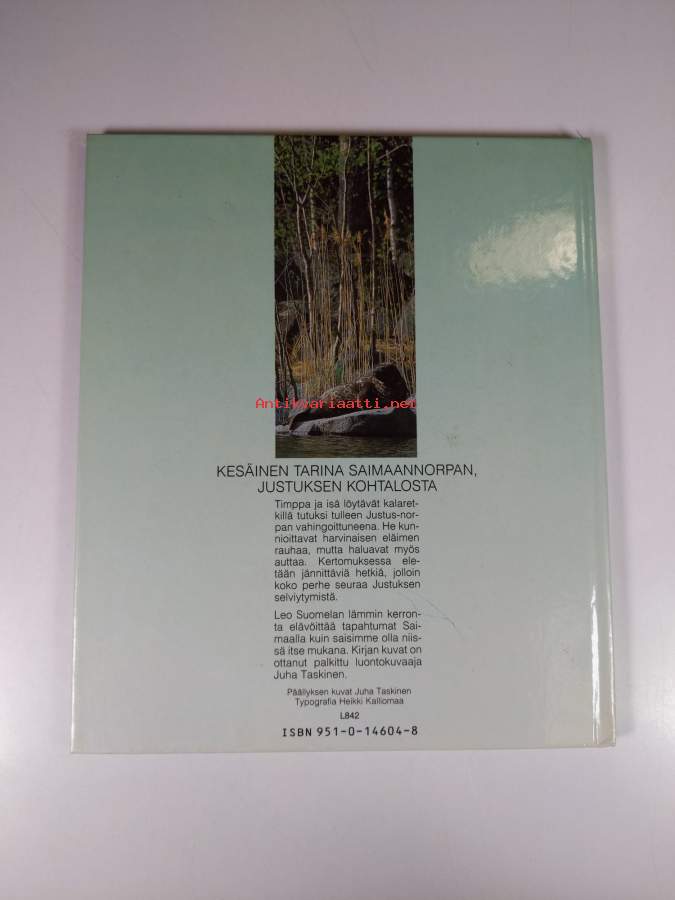 Antikvariaatti.net
KESÄINEN TARINA SAIMAANNORPAN,
JUSTUKSEN KOHTALOSTA
Timppa ja isä löytävät kalaret-
killä tutuksi tulleen Justus-nor-
pan vahingoittuneena. He kun-
nioittavat harvinaisen eläimen
rauhaa, mutta haluavat myös
auttaa. Kertomuksessa ele-
tään jännittäviä hetkiä, jolloin
koko perhe seuraa Justuksen
selviytymistä.
Leo Suomelan lämmin kerron-
ta elävöittää tapahtumat Sai-
maalla kuin saisimme olla niis-
sä itse mukana. Kirjan kuvat on
ottanut palkittu luontokuvaaja
Juha Taskinen.
Päällyksen kuvat Juha Taskinen
Typografia Heikki Kalliomaa
L842
ISBN 951-0-14604-8